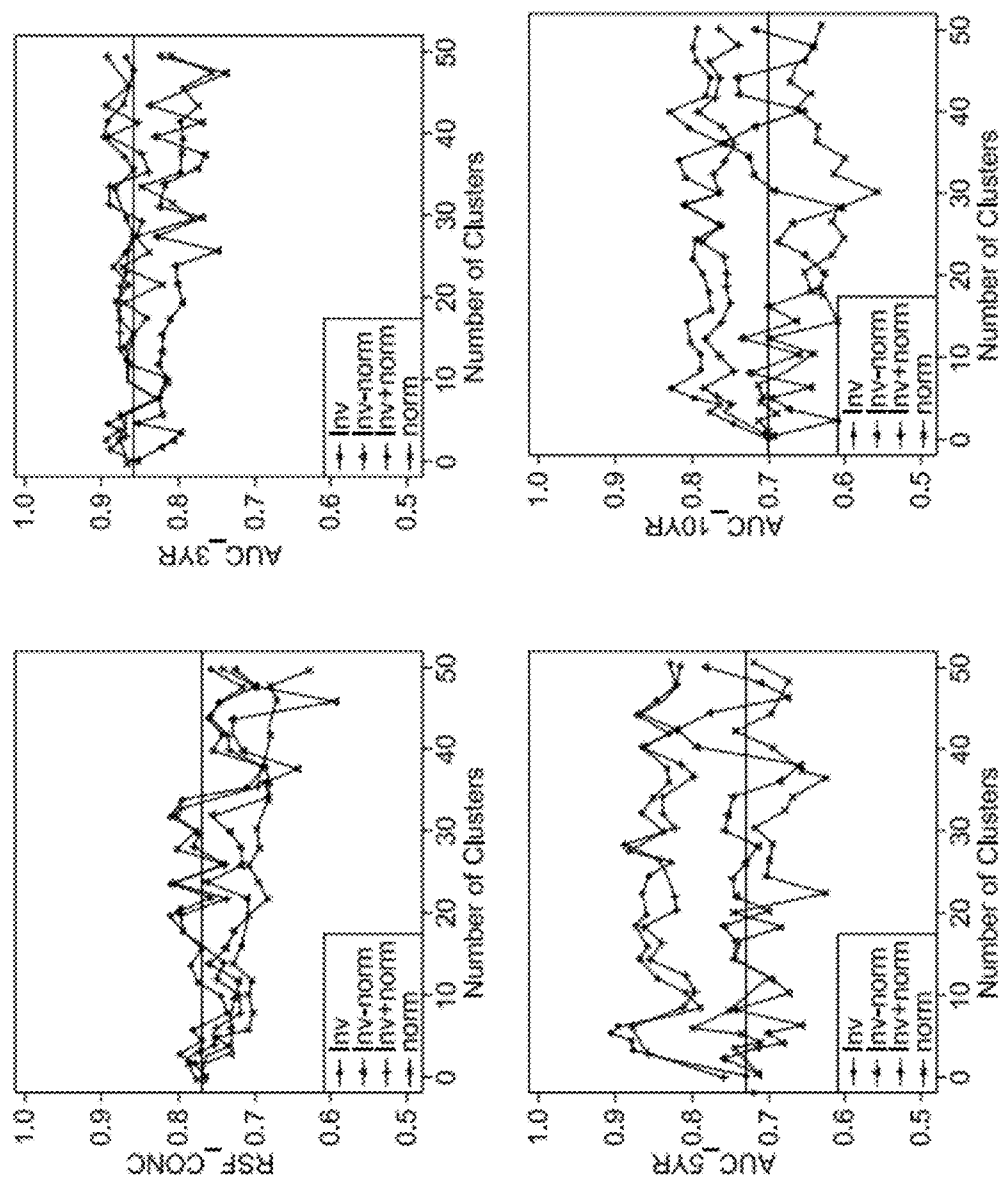 RSF_CONC
1.0
0.9
0.8
0.7
0.6
0.5
0 10 20 30 40 50
Number of Clusters
Inv
Inv-norm
Inv+norm
norm
AUC_3YR
1.0
0.9
0.8
0.7
0.6
0.5
0 10 20 30 40 50
Number of Clusters
Inv
Inv-norm
Inv+norm
norm
AUC_5YR
1.0
0.9
0.8
0.7
0.6
0.5
0 10 20 30 40 50
Number of Clusters
Inv
Inv-norm
Inv+norm
norm
AUC_10YR
1.0
0.9
0.8
0.7
0.6
0.5
0 10 20 30 40 50
Number of Clusters
Inv
Inv-norm
Inv+norm
norm